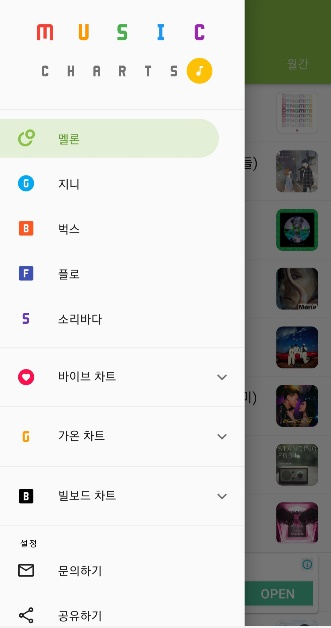 MUSIC
CHARTS
월간
멜론
지니
벅스
플로
소리바다
바이브 차트
가온 차트
빌보드 차트
설정
문의하기
공유하기
OPEN